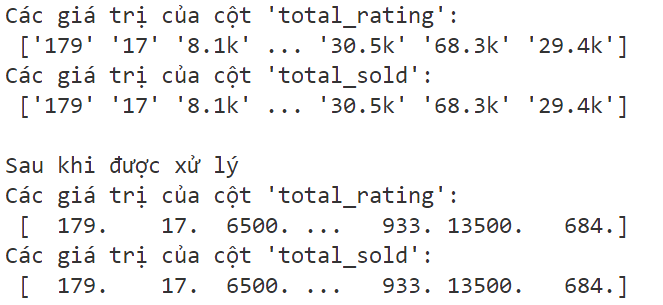 Các giá trị của cột 'total_rating':
['179' '17' '8.1k' ... '30.5k' '68.3k' '29.4k']
Các giá trị của cột 'total_sold':
['179' '17' '8.1k' ... '30.5k' '68.3k' '29.4k']
Sau khi được xử lý
Các giá trị của cột 'total_rating':
[ 179. 17. 6500. ... 933. 13500. 684.]
Các giá trị của cột 'total_sold':
[ 179. 17. 6500. ... 933. 13500. 684.]